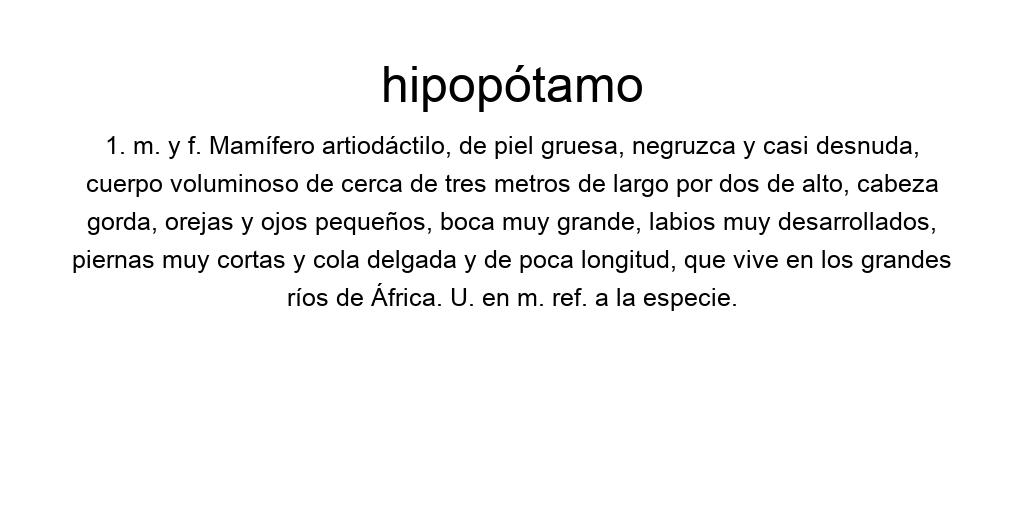 hipopótamo
1. m. y f. Mamífero artiodáctilo, de piel gruesa, negruzca y casi desnuda,
cuerpo voluminoso de cerca de tres metros de largo por dos de alto, cabeza
gorda, orejas y ojos pequeños, boca muy grande, labios muy desarrollados,
piernas muy cortas y cola delgada y de poca longitud, que vive en los grandes
ríos de África. U. en m. ref. a la especie.